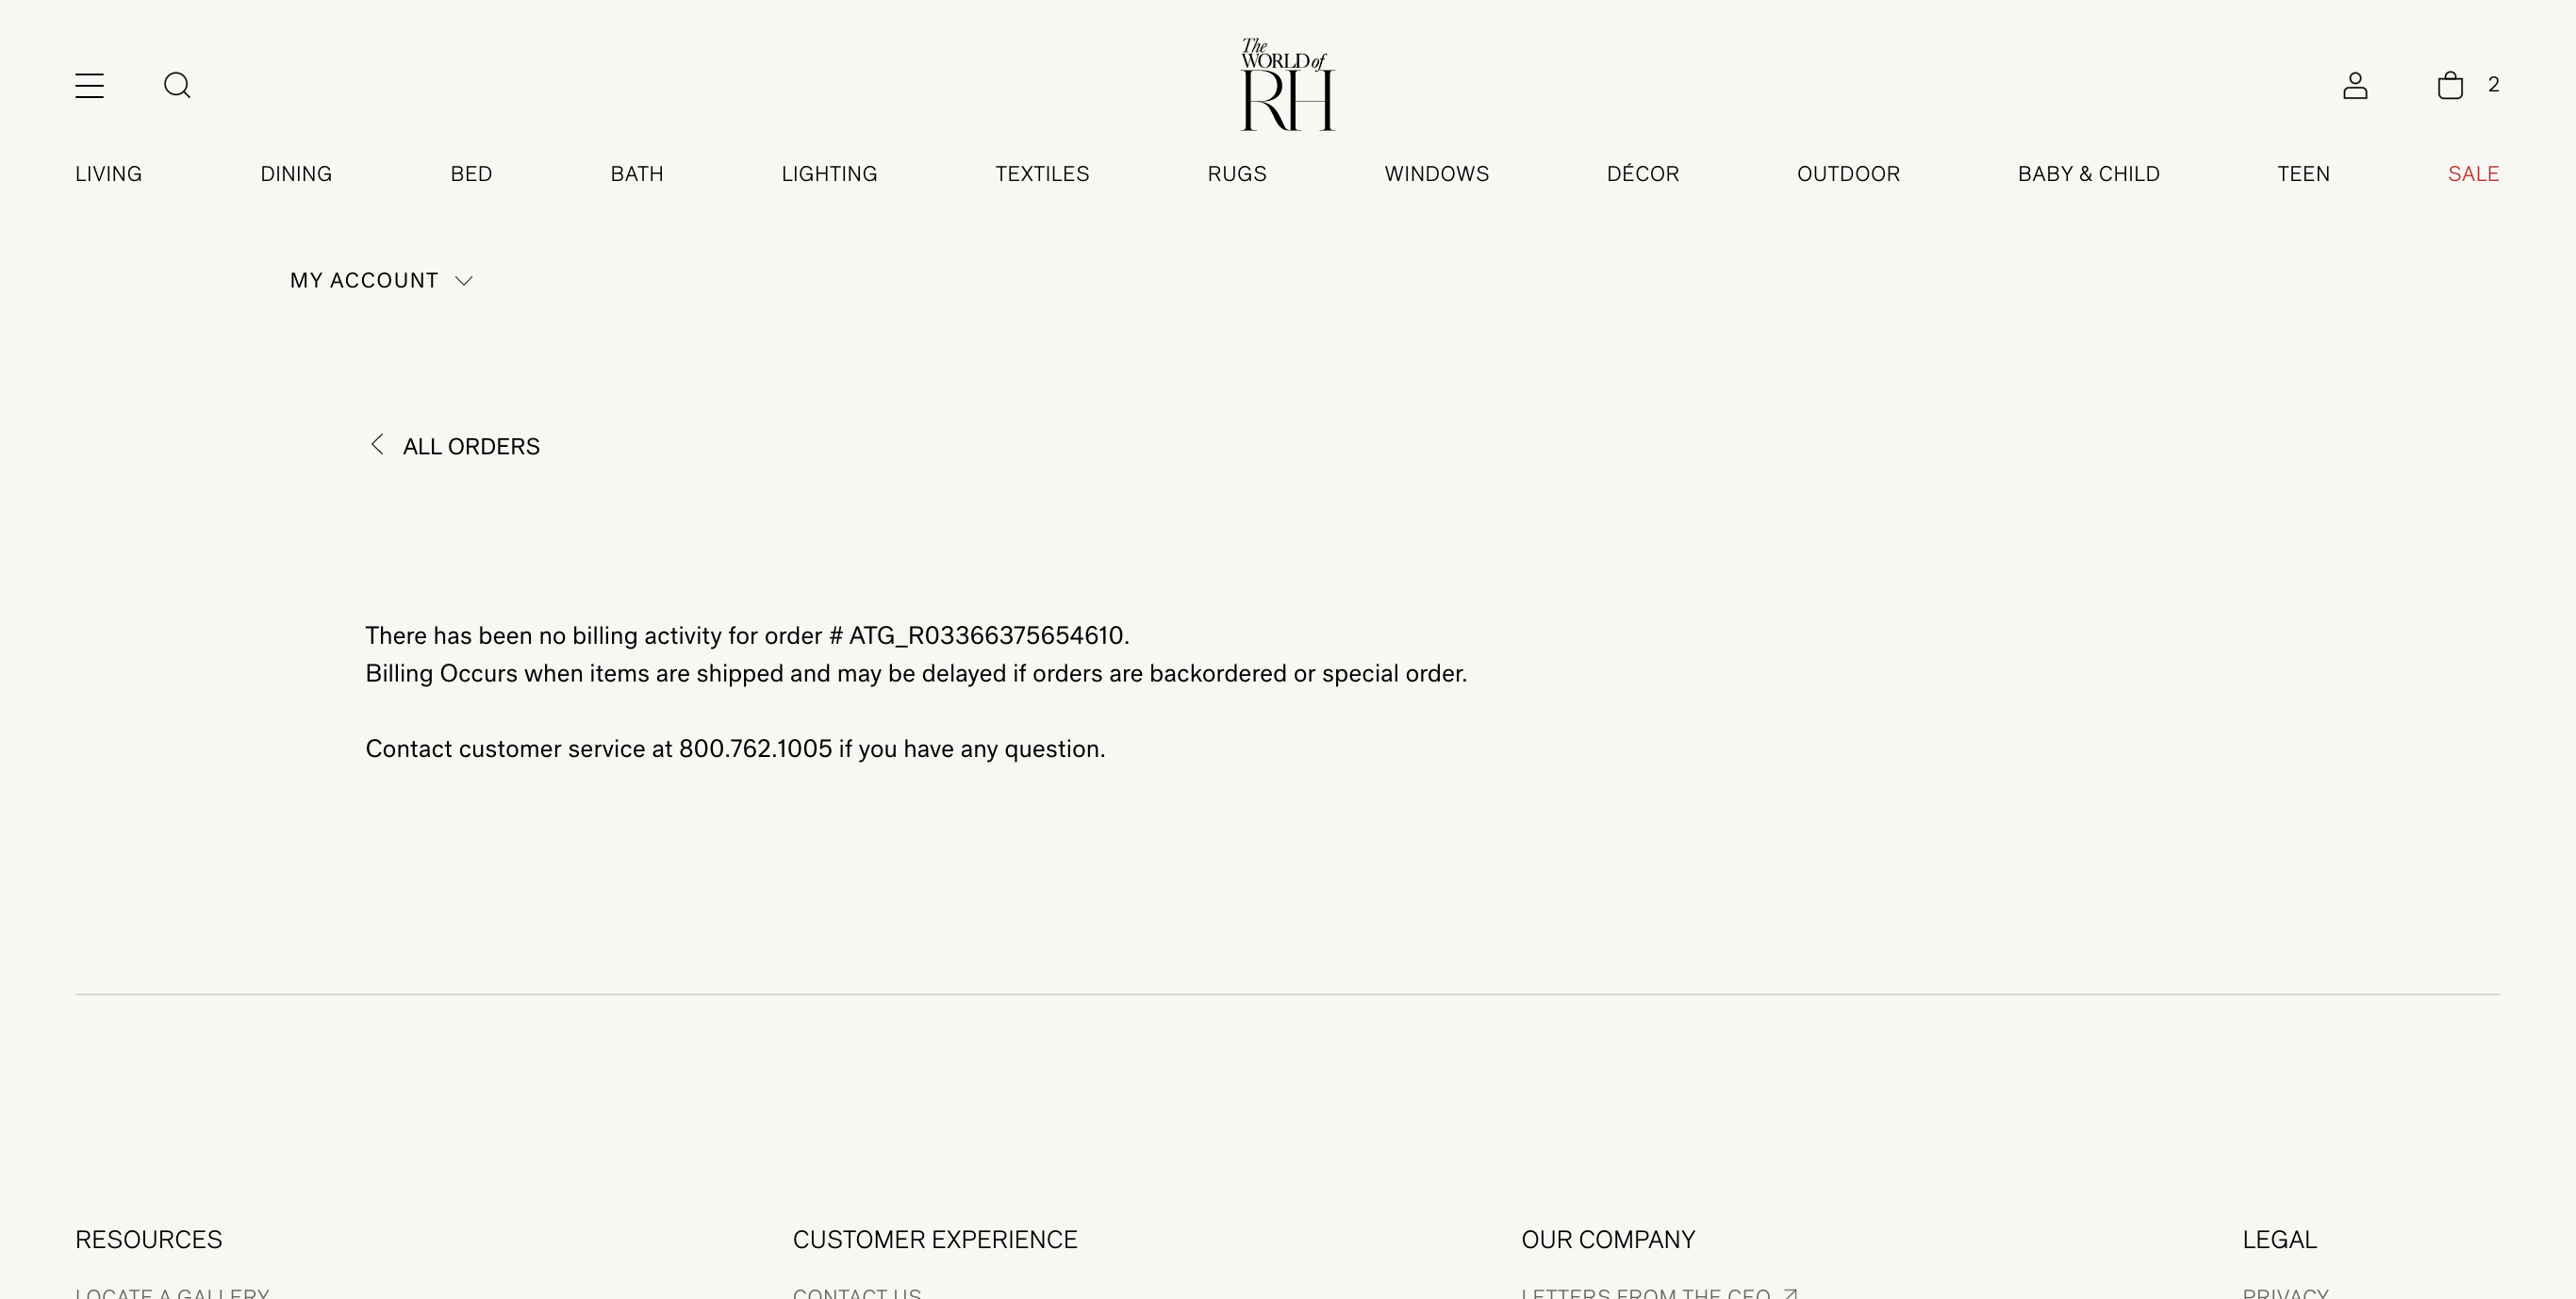 The
WORLD of
RH
2
LIVING DINING BED BATH LIGHTING TEXTILES RUGS WINDOWS DÉCOR OUTDOOR BABY & CHILD TEEN SALE
MY ACCOUNT
ALL ORDERS
There has been no billing activity for order # ATG_R03366375654610.
Billing Occurs when items are shipped and may be delayed if orders are backordered or special order.
Contact customer service at 800.762.1005 if you have any question.
RESOURCES CUSTOMER EXPERIENCE OUR COMPANY LEGAL
LOCATE A GALLERY CONTACT US LETTERS FROM THE CEO PRIVACY